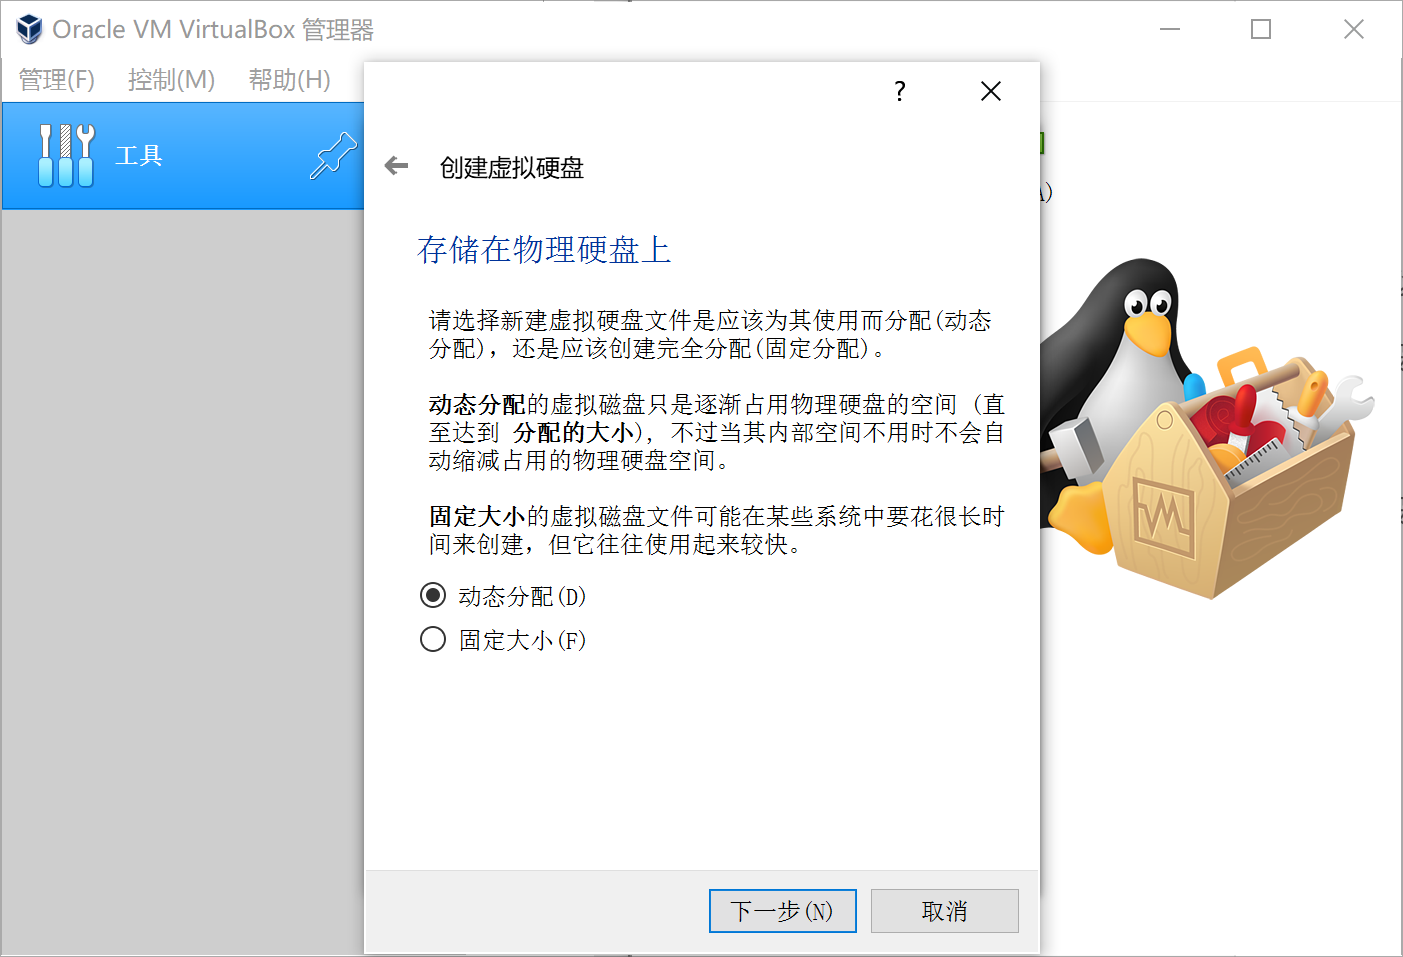 Oracle VM VirtualBox 管理器
管理(F) 控制(M) 帮助(H)
?
工具
创建虚拟硬盘
存储在物理硬盘上
请选择新建虚拟硬盘文件是应该为其使用而分配(动态
分配)，还是应该创建完全分配(固定分配)。
动态分配的虚拟磁盘只是逐渐占用物理硬盘的空间 (直
至达到 分配的大小)，不过当其内部空间不用时不会自
动缩减占用的物理硬盘空间。
固定大小的虚拟磁盘文件可能在某些系统中要花很长时
间来创建，但它往往使用起来较快。
动态分配(D)
固定大小(F)
下一步(N) 取消